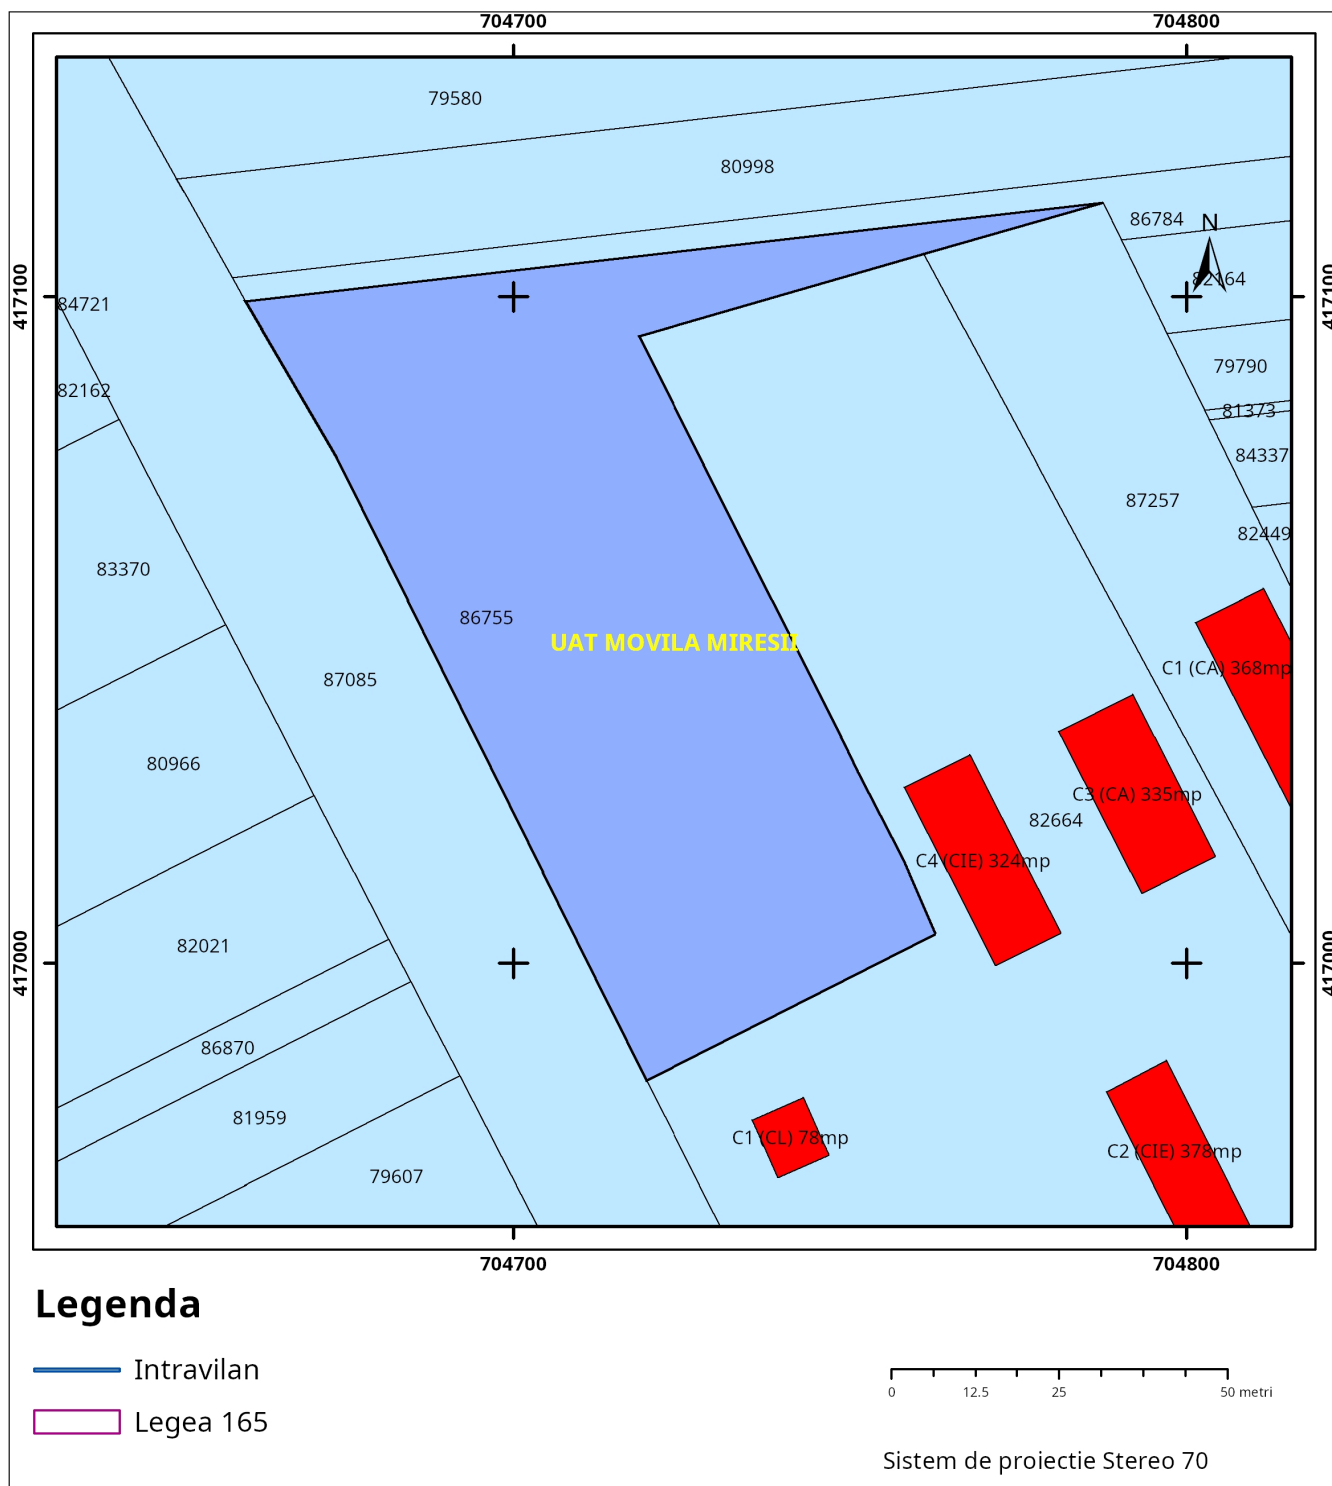 704700
704800
79580
80998
86784
N
82164
417100
417100
84721
79790
82162
81373
84337
87257
82449
83370
86755
UAT MOVILA MIRESII
C1 (CA) 368mp
87085
80966
C3 (CA) 335mp
82664
C4 (CIE) 324mp
82021
417000
417000
86870
81959
C1 (CL) 78mp
C2 (CIE) 378mp
79607
704700
704800
Legenda
Intravilan
Legea 165
0
12.5
25
50 metri
Sistem de proiectie Stereo 70